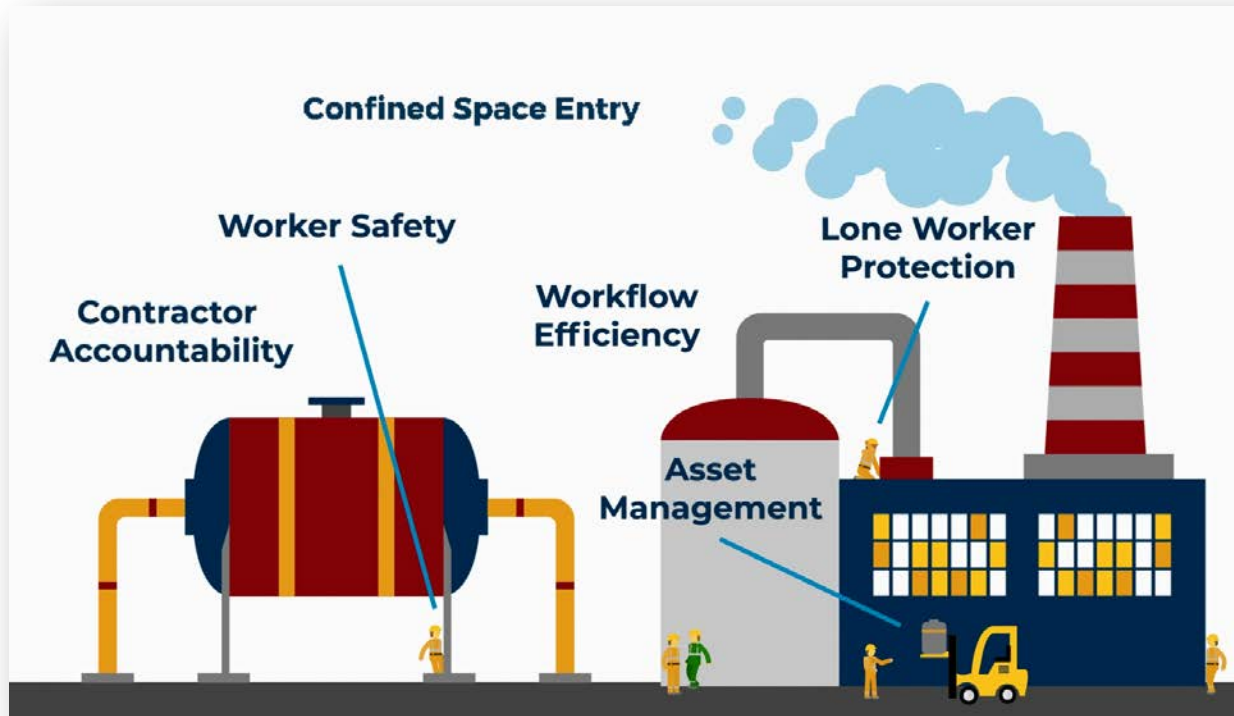 Confined Space Entry
Worker Safety
Lone Worker
Protection
Contractor
Accountability
Workflow
Efficiency
Asset
Management